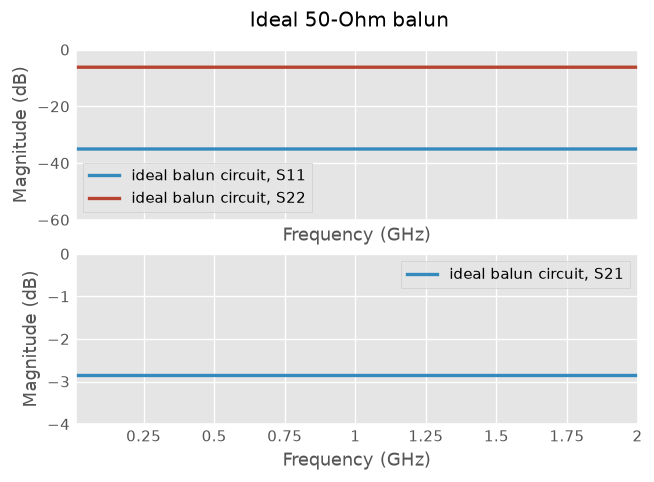 Ideal 50-Ohm balun
Magnitude (dB)
0
−20
−40
−60
ideal balun circuit, S11
ideal balun circuit, S22
Frequency (GHz)
Magnitude (dB)
0
−1
−2
−3
−4
ideal balun circuit, S21
0.25 0.5 0.75 1 1.25 1.5 1.75 2
Frequency (GHz)